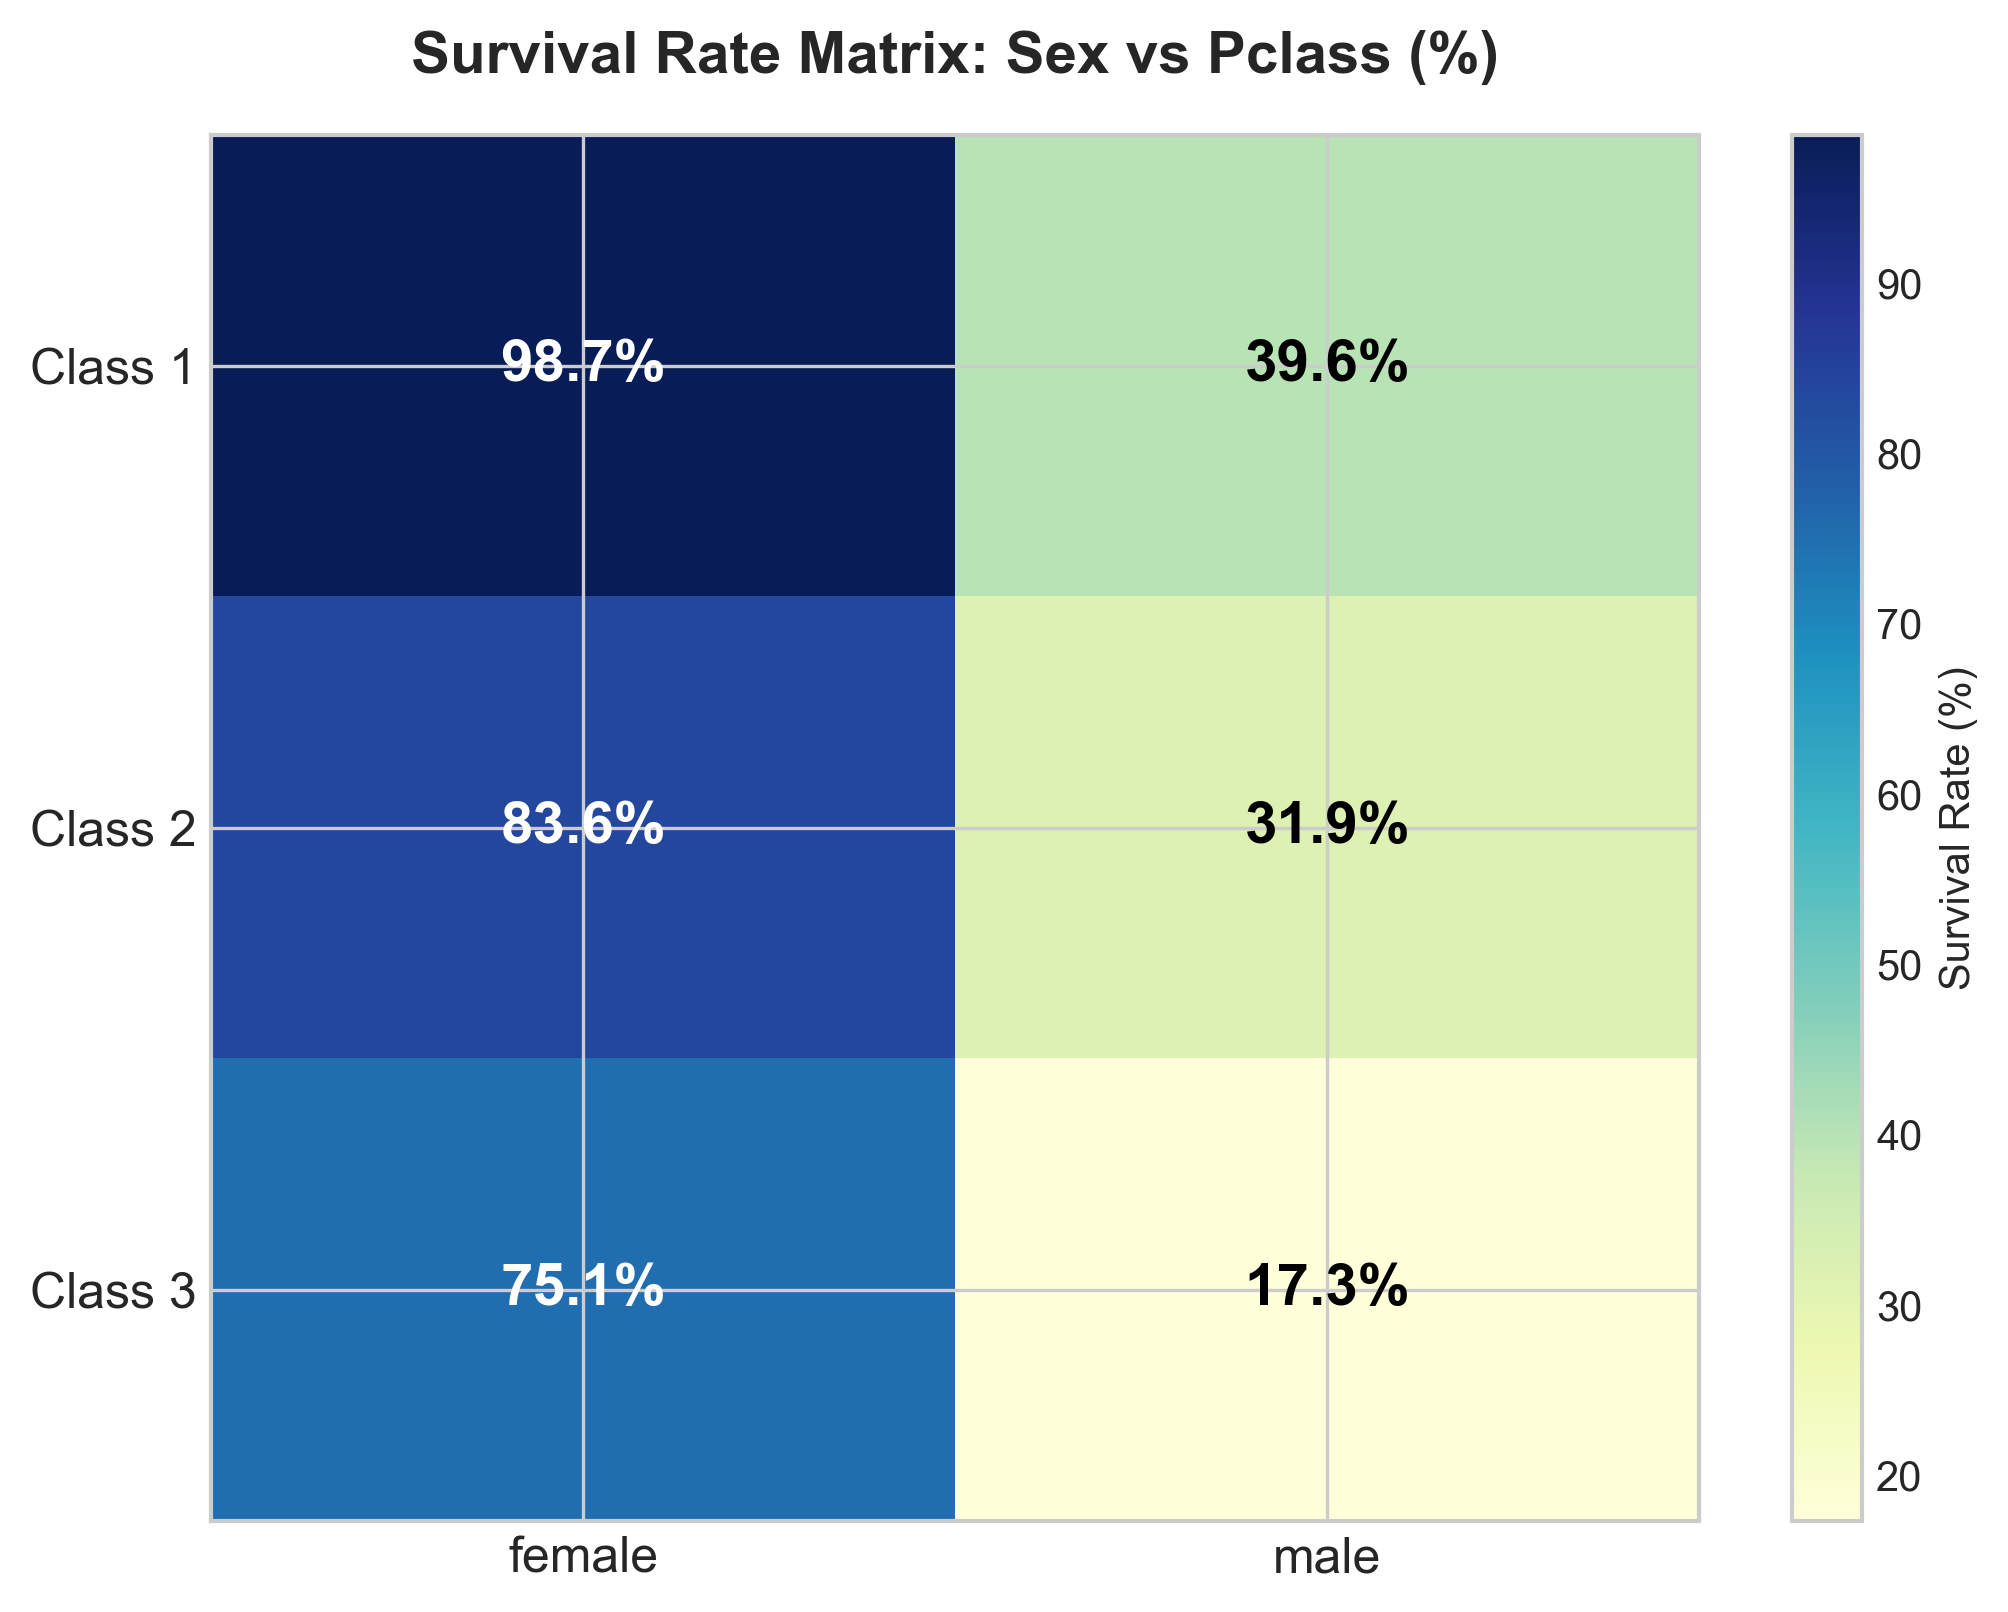 Survival Rate Matrix: Sex vs Pclass (%)
Class 1
98.7%
39.6%
Class 2
83.6%
31.9%
Class 3
75.1%
17.3%
female
male
90
80
70
60
50
40
30
20
Survival Rate (%)